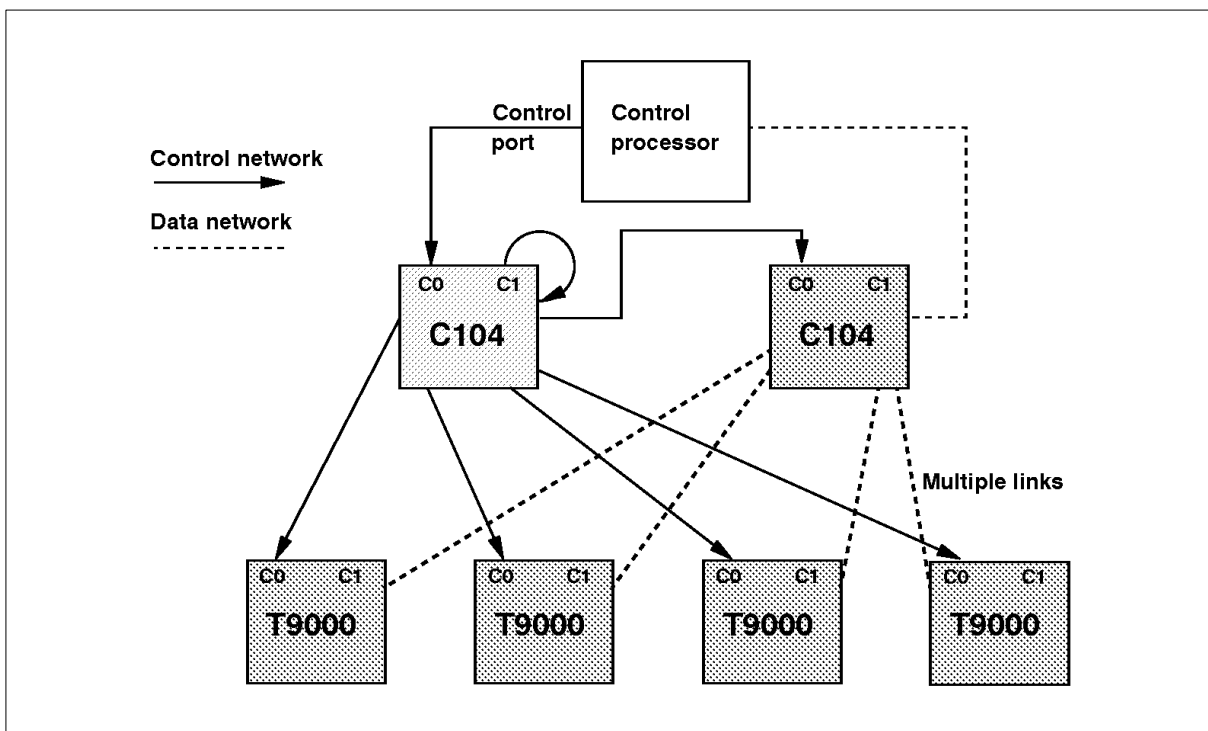 Control
port
Control
processor
Control network
Data network
C0 C1
C104
C0 C1
C104
Multiple links
C0 C1
T9000
C0 C1
T9000
C0 C1
T9000
C0 C1
T9000